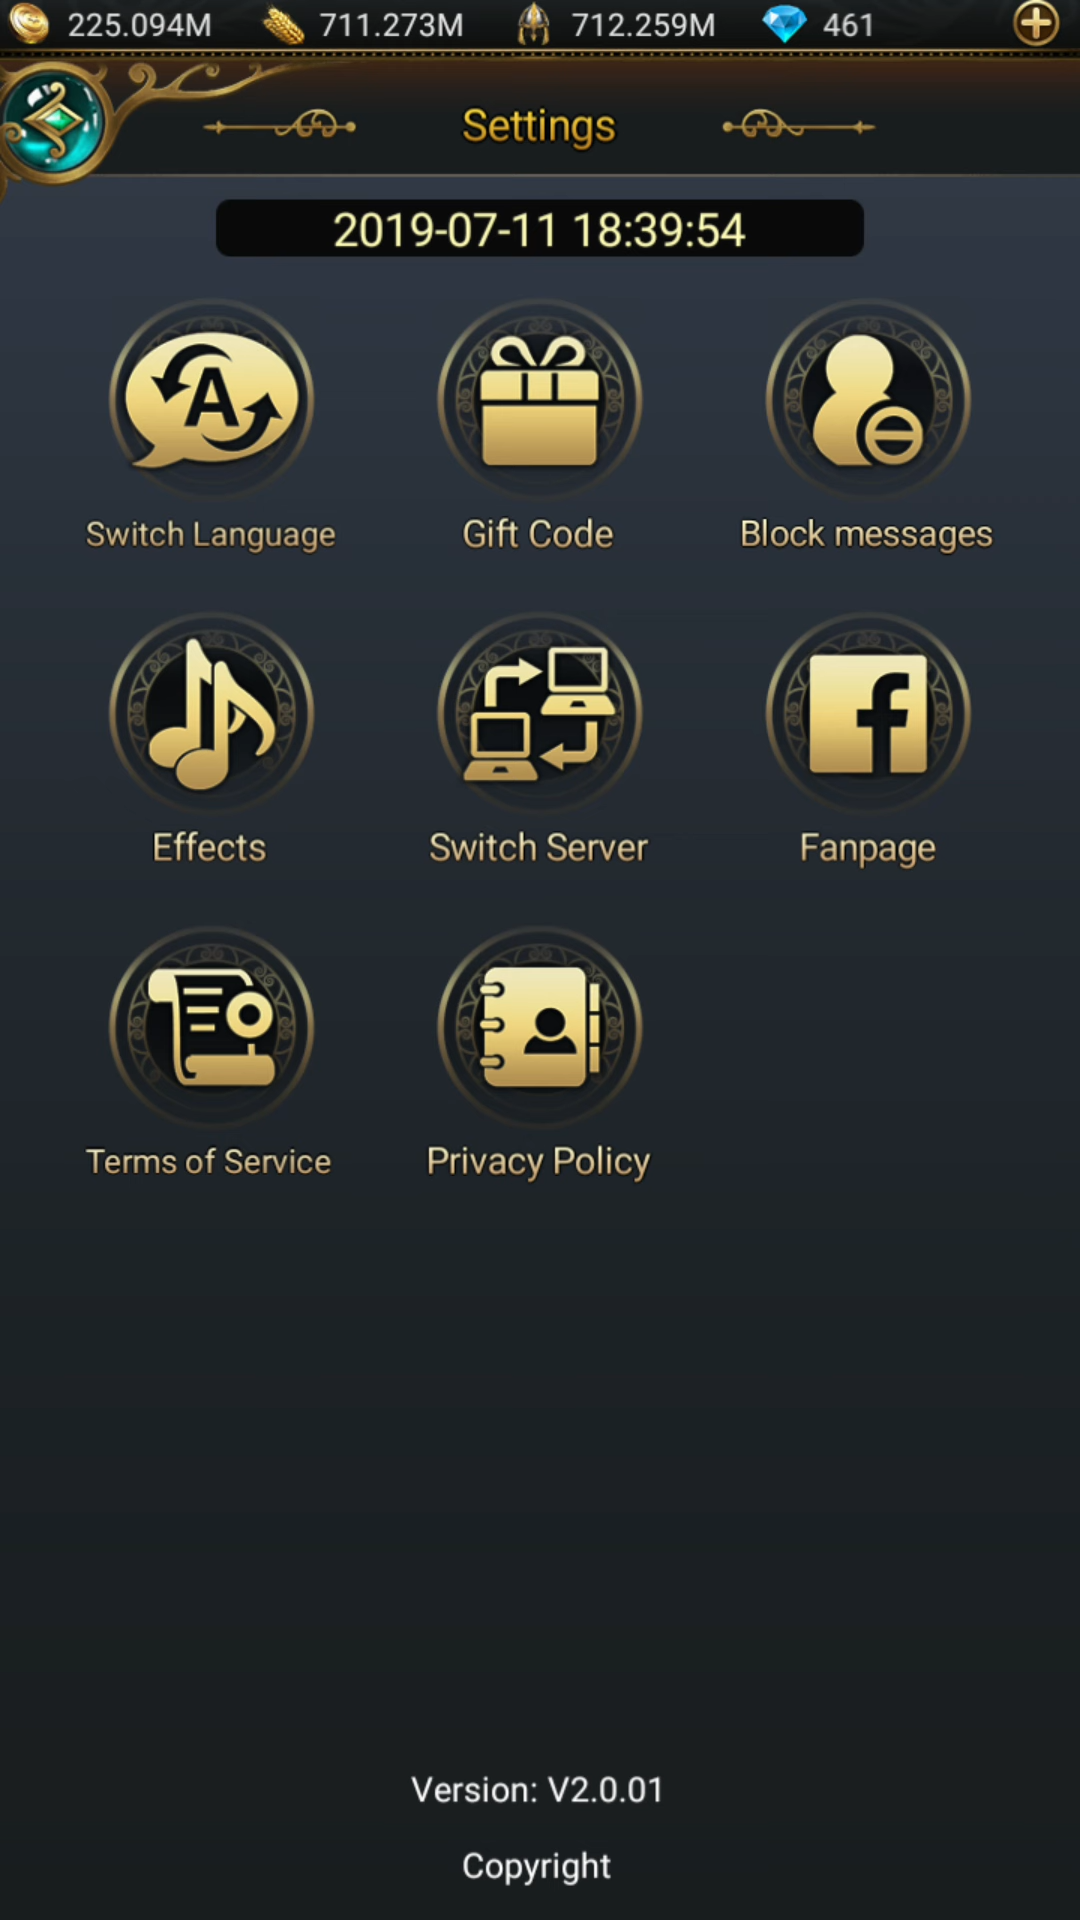 225.094M 711.273M 712.259M 461
Settings
2019-07-11 18:39:54
Switch Language Gift Code Block messages
Effects Switch Server Fanpage
Terms of Service Privacy Policy
Version: V2.0.01
Copyright